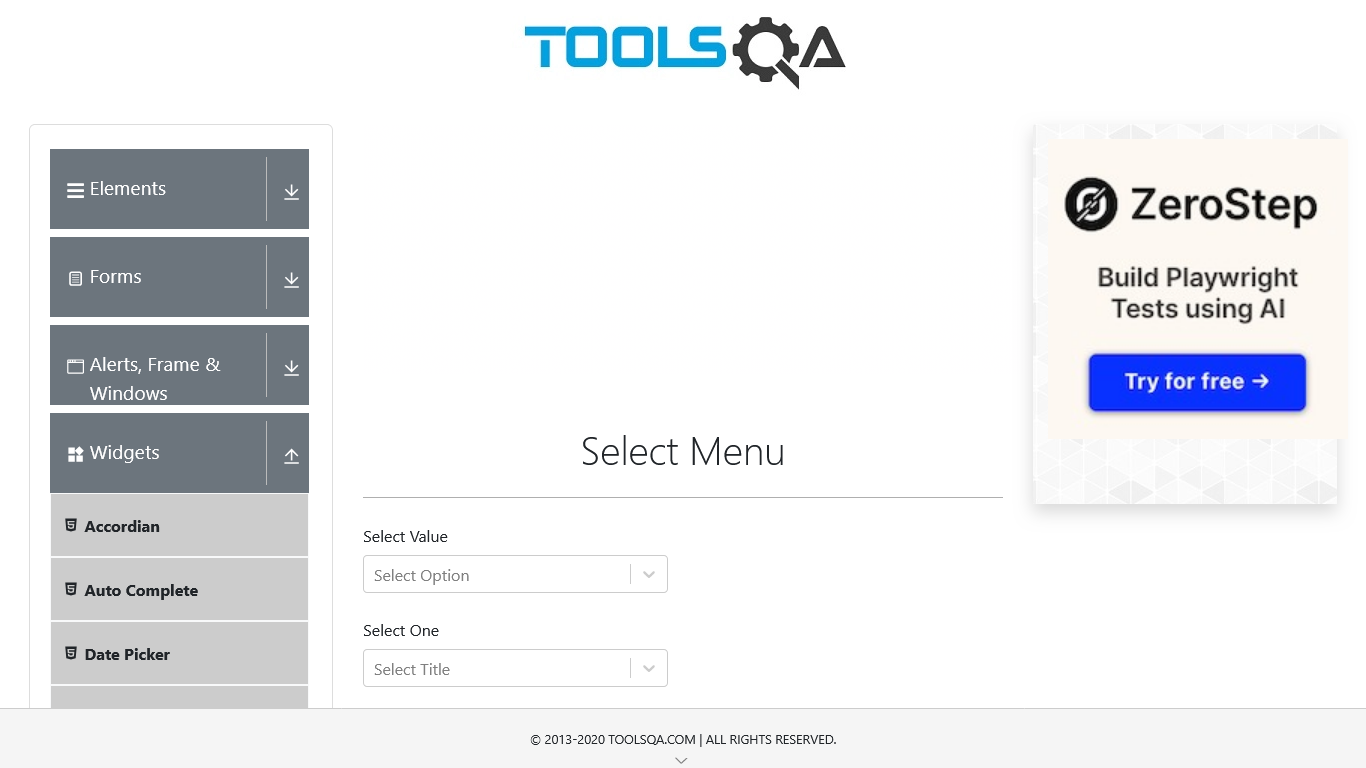 TOOLSQA
Elements
Forms
Alerts, Frame &
Windows
Widgets
Accordian
Auto Complete
Date Picker
Select Menu
Select Value
Select Option
Select One
Select Title
ZeroStep
Build Playwright
Tests using AI
Try for free →
© 2013-2020 TOOLSQA.COM | ALL RIGHTS RESERVED.